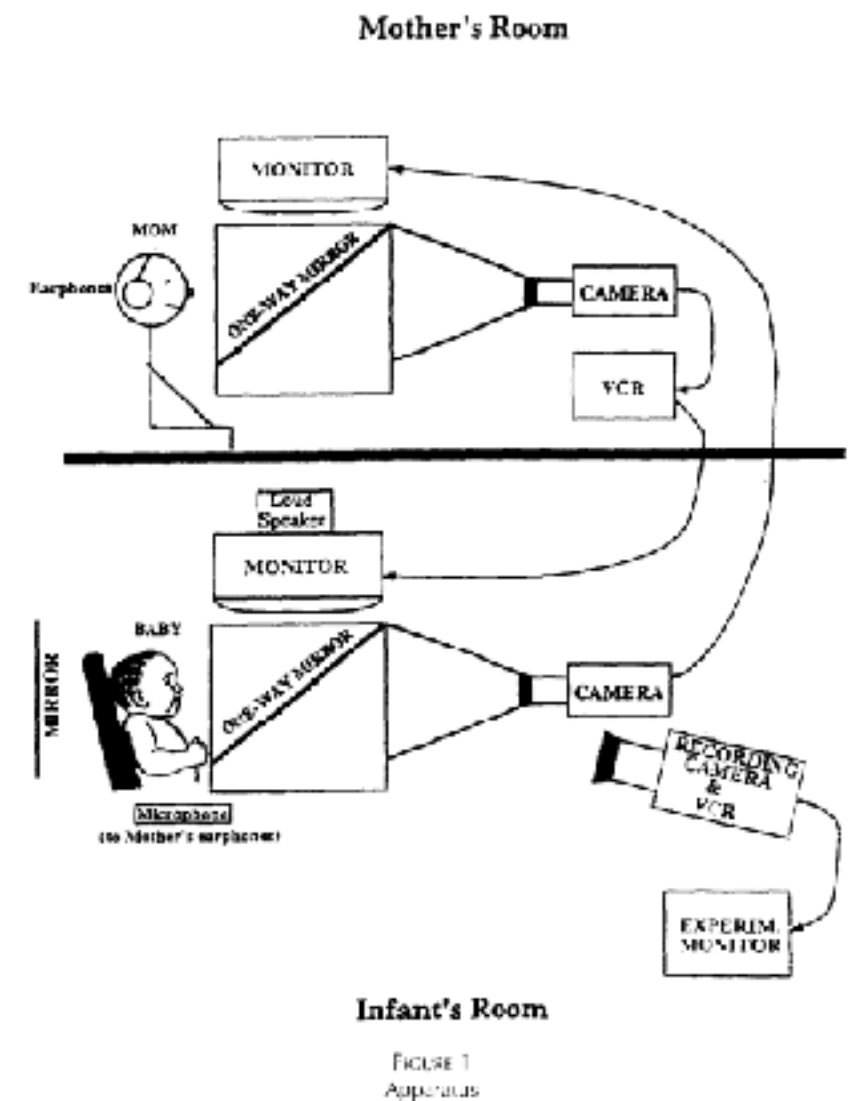 Mother's Room
MONITOR
MOM
Earphones
ONE-WAY MIRROR
CAMERA
VCR
Loud
Speaker
MONITOR
BABY
MIRROR
ONE-WAY MIRROR
CAMERA
RECORDING
CAMERA
&
VCR
Microphone
(to Mother's earphones)
EXPERIM.
MONITOR
Infant's Room
FIGURE 1
Apparatus